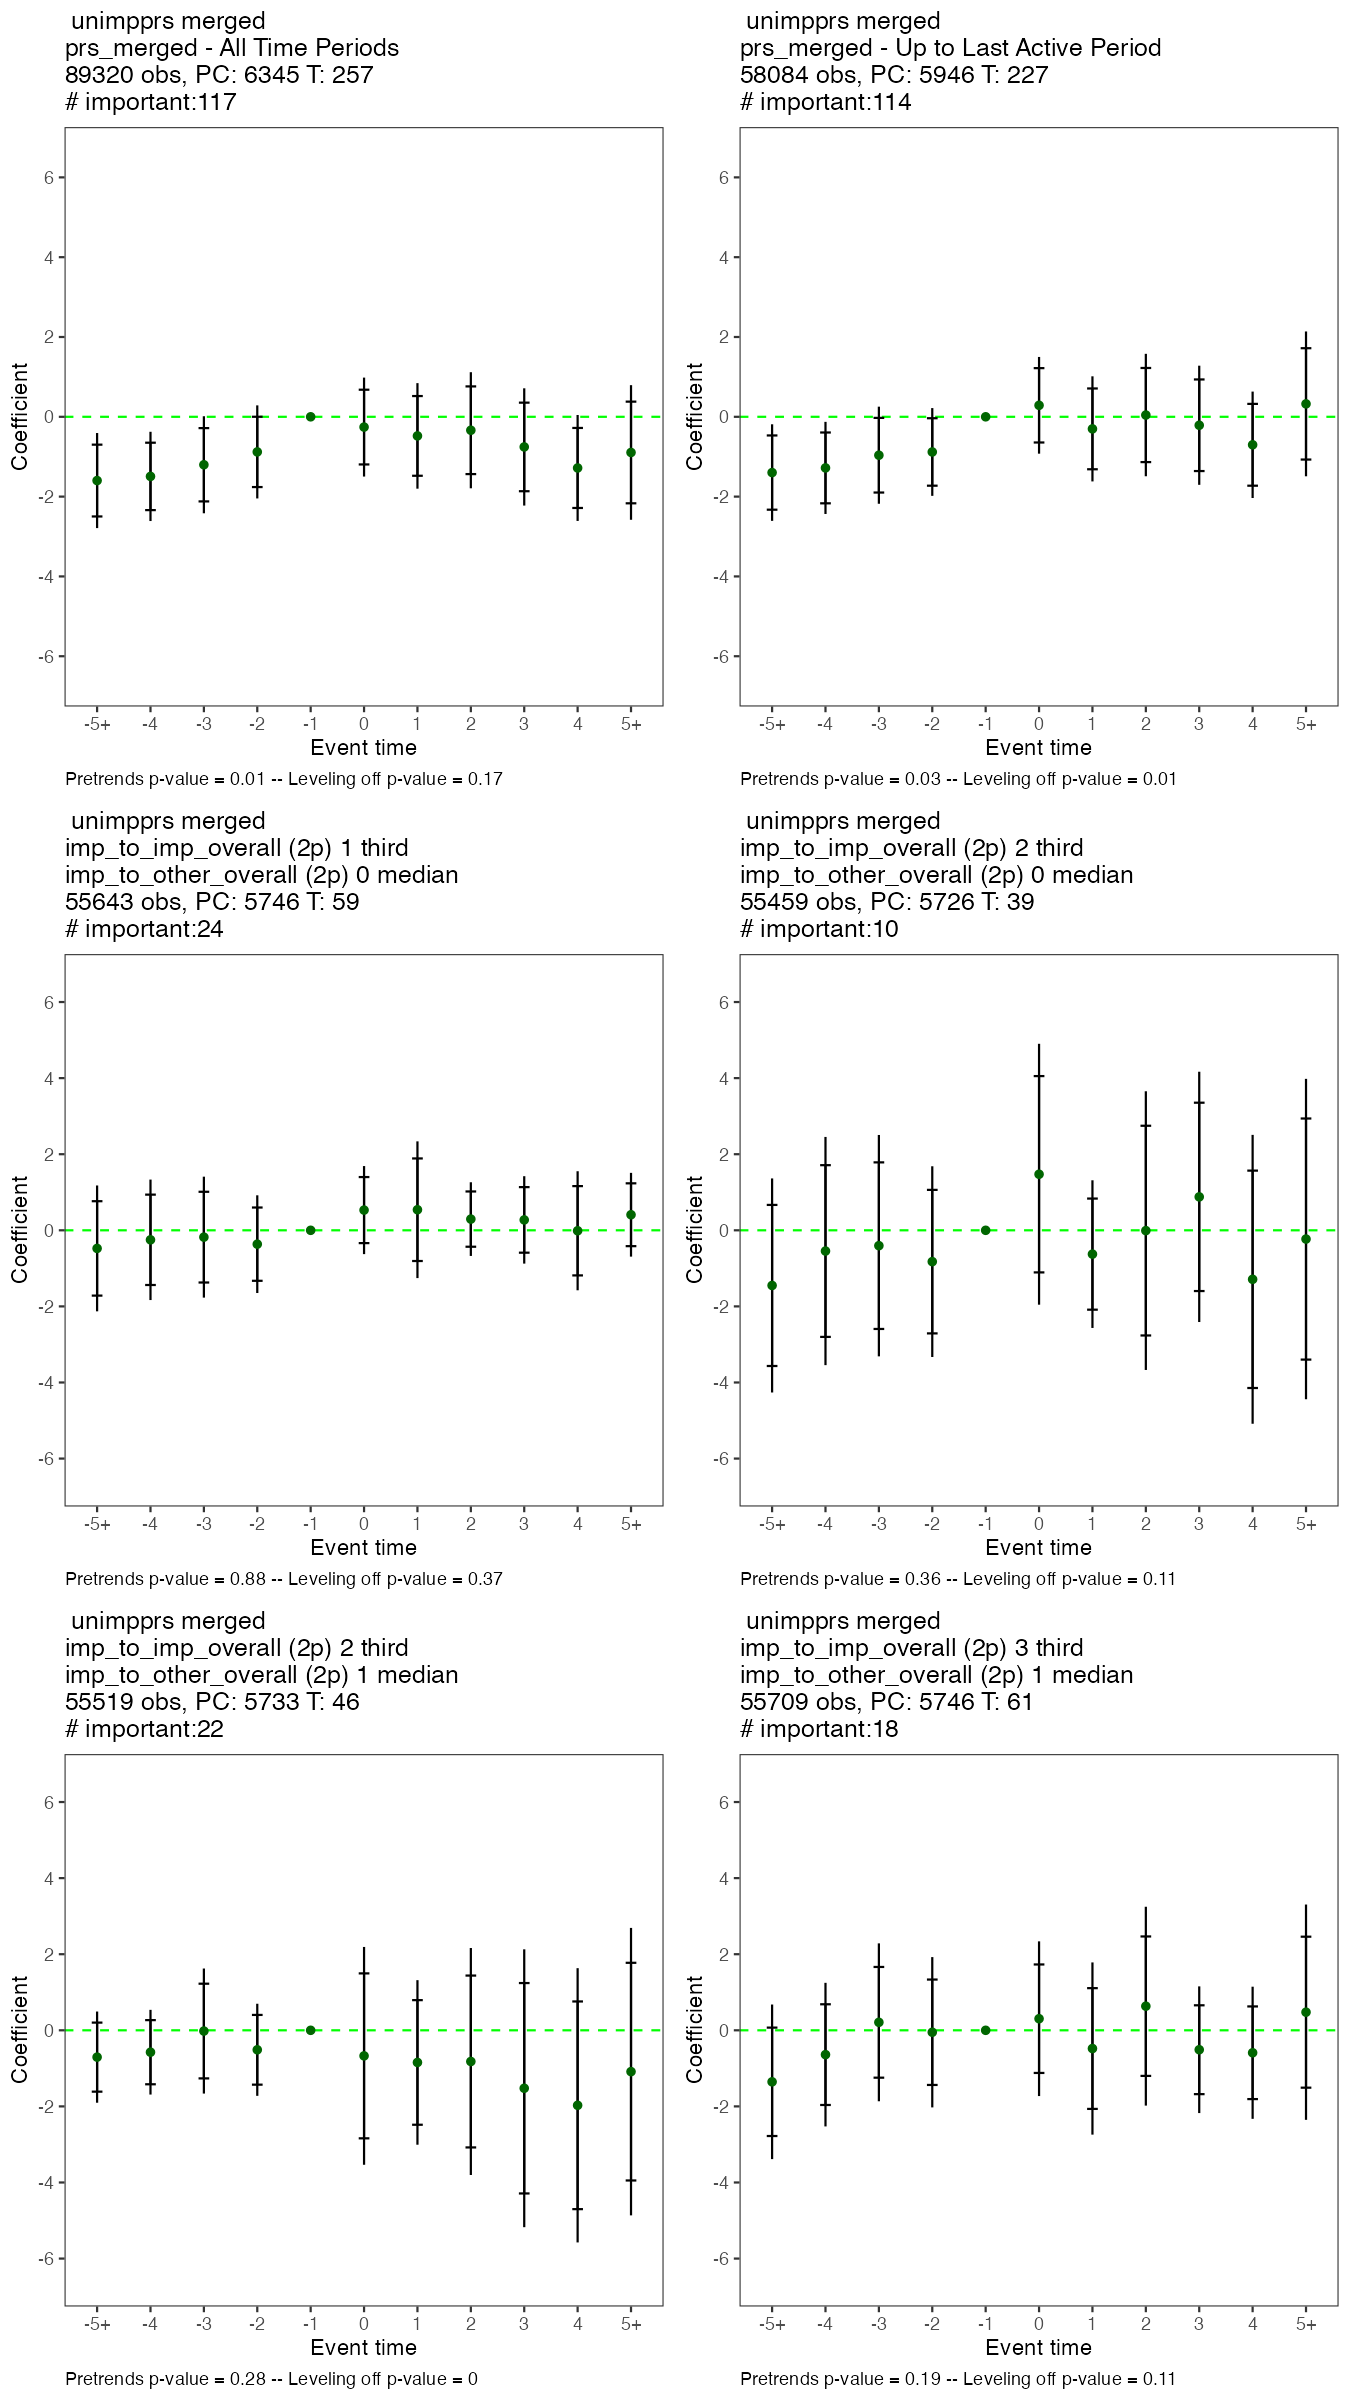 unimpprs merged
prs_merged - All Time Periods
89320 obs, PC: 6345 T: 257
# important:117
6
4
2
0
-2
-4
-6
Coefficient
-5+ -4 -3 -2 -1 0 1 2 3 4 5+
Event time
Pretrends p-value = 0.01 -- Leveling off p-value = 0.17
unimpprs merged
prs_merged - Up to Last Active Period
58084 obs, PC: 5946 T: 227
# important:114
6
4
2
0
-2
-4
-6
Coefficient
-5+ -4 -3 -2 -1 0 1 2 3 4 5+
Event time
Pretrends p-value = 0.03 -- Leveling off p-value = 0.01
unimpprs merged
imp_to_imp_overall (2p) 1 third
imp_to_other_overall (2p) 0 median
55643 obs, PC: 5746 T: 59
# important:24
6
4
2
0
-2
-4
-6
Coefficient
-5+ -4 -3 -2 -1 0 1 2 3 4 5+
Event time
Pretrends p-value = 0.88 -- Leveling off p-value = 0.37
unimpprs merged
imp_to_imp_overall (2p) 2 third
imp_to_other_overall (2p) 0 median
55459 obs, PC: 5726 T: 39
# important:10
6
4
2
0
-2
-4
-6
Coefficient
-5+ -4 -3 -2 -1 0 1 2 3 4 5+
Event time
Pretrends p-value = 0.36 -- Leveling off p-value = 0.11
unimpprs merged
imp_to_imp_overall (2p) 2 third
imp_to_other_overall (2p) 1 median
55519 obs, PC: 5733 T: 46
# important:22
6
4
2
0
-2
-4
-6
Coefficient
-5+ -4 -3 -2 -1 0 1 2 3 4 5+
Event time
Pretrends p-value = 0.28 -- Leveling off p-value = 0
unimpprs merged
imp_to_imp_overall (2p) 3 third
imp_to_other_overall (2p) 1 median
55709 obs, PC: 5746 T: 61
# important:18
6
4
2
0
-2
-4
-6
Coefficient
-5+ -4 -3 -2 -1 0 1 2 3 4 5+
Event time
Pretrends p-value = 0.19 -- Leveling off p-value = 0.11